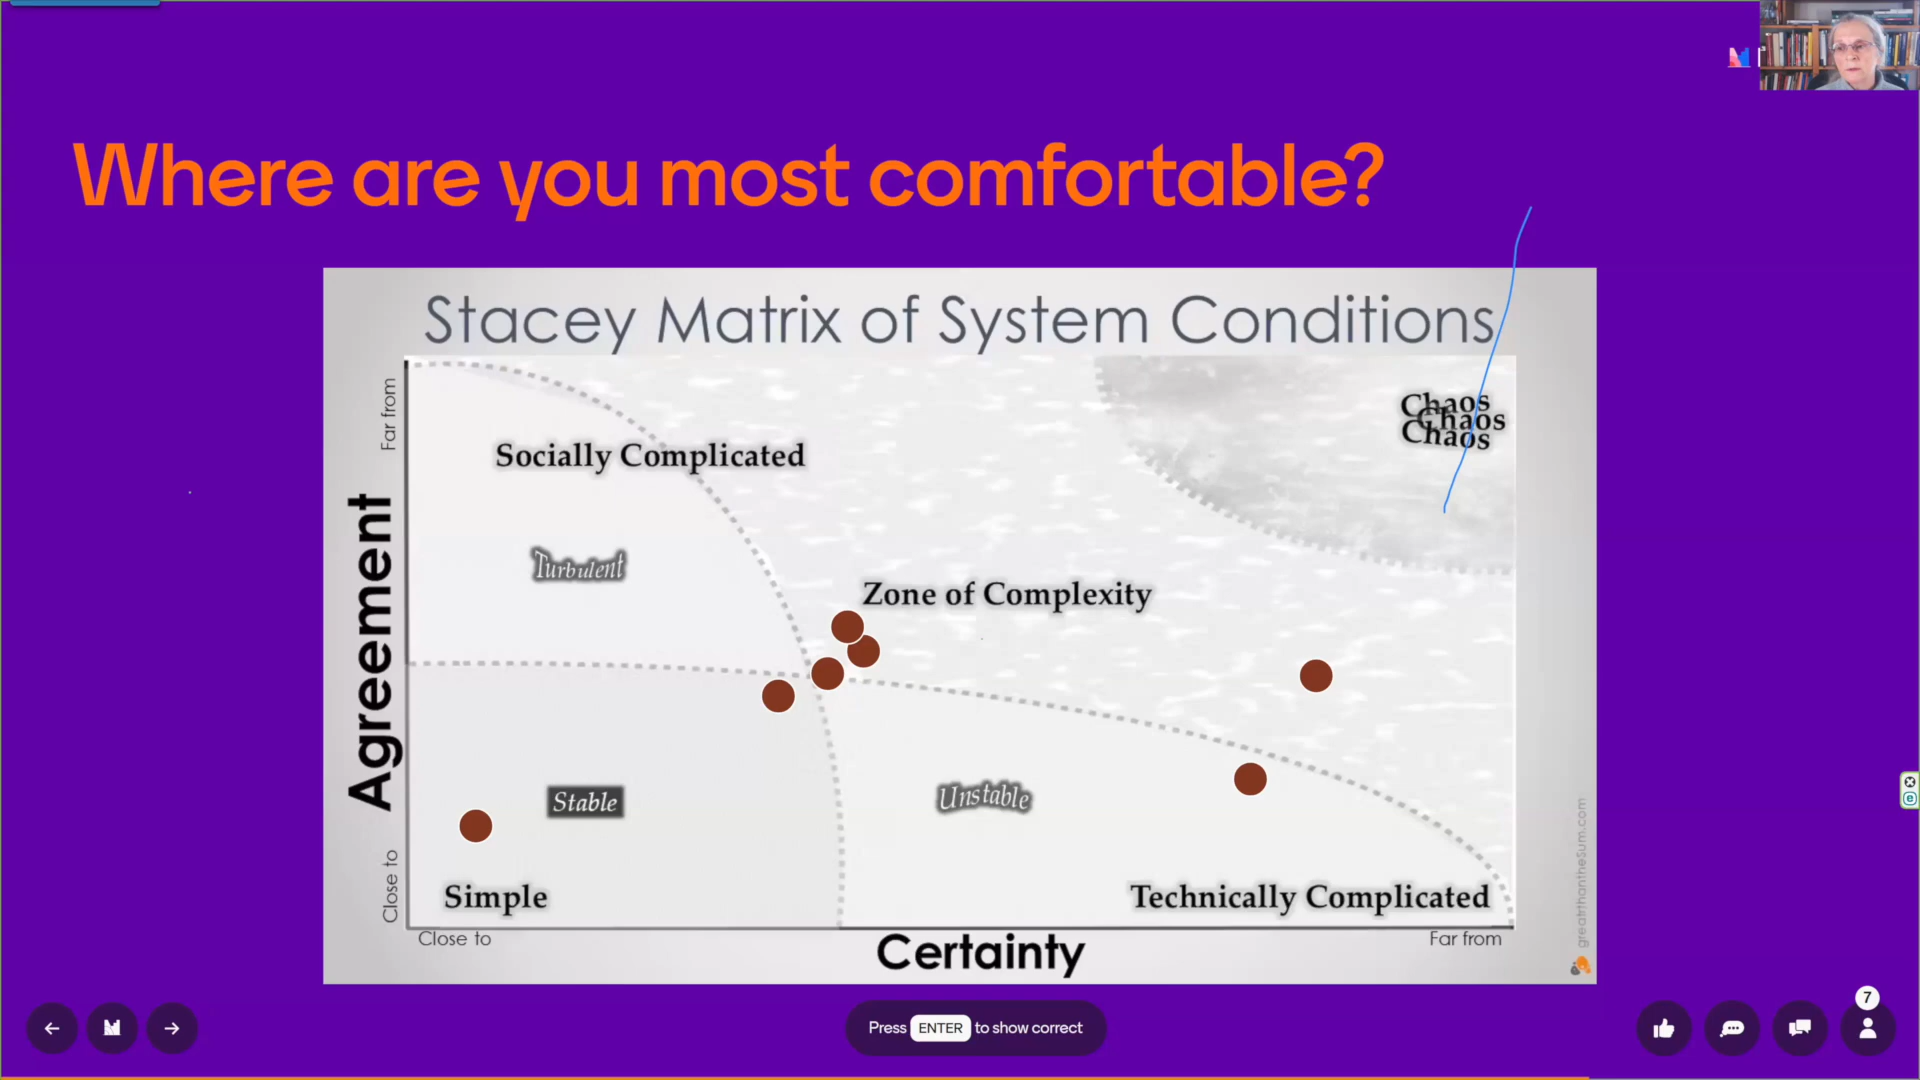 Where are you most comfortable?
Stacey Matrix of System Conditions
Far from
Agreement
Close to
Socially Complicated
Turbulent
Chaos
Chaos
Chaos
Zone of Complexity
Stable
Unstable
Simple
Technically Complicated
Close to
Certainty
Far from
greatrthantheSum.com
Press ENTER to show correct
7